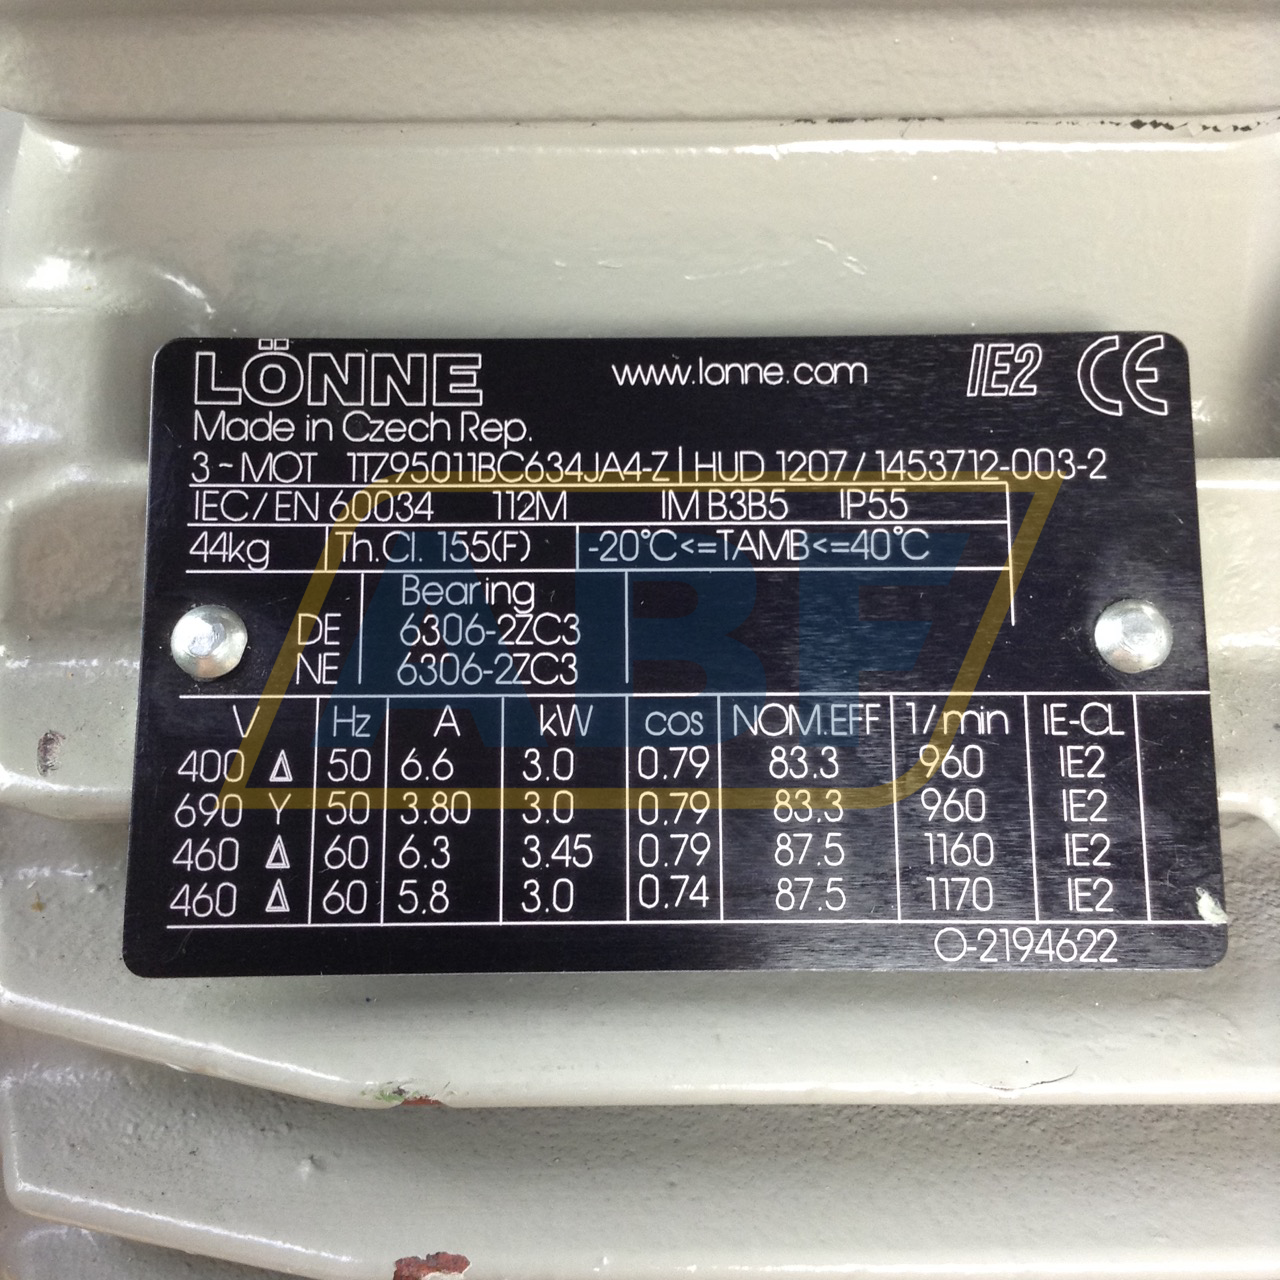 LÖNNE www.lonne.com IE2 CE
Made in Czech Rep.
3~MOT 1TZ95011BC634JA4-Z HUD 1207/1453712-003-2
IEC/EN 60034 112M IM B3B5 IP55
44kg Th.Cl. 155(F) -20°C<=TAMB<=40°C
Bearing
DE 6306-2ZC3
NE 6306-2ZC3
V Hz A kW cos NOM.EFF 1/min IE-CL
400 Δ 50 6.6 3.0 0.79 83.3 960 IE2
690 Y 50 3.80 3.0 0.79 83.3 960 IE2
460 Δ 60 6.3 3.45 0.79 87.5 1160 IE2
460 Δ 60 5.8 3.0 0.74 87.5 1170 IE2
O-2194622
ABF